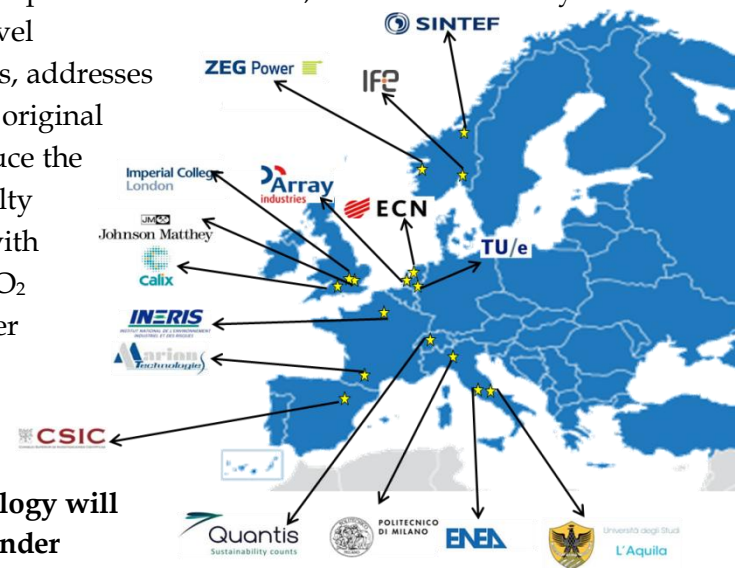 vel
SINTEF
s, addresses
ZEG Power
IFe
original
uce the
Imperial College
London
Array
industries
ECN
lty
JM
Johnson Matthey
TU/e
with
Calix
O₂
INERIS
er
Marion
Technologies
CSIC
ology will
nder
Quantis
Sustainability counts
POLITECNICO
DI MILANO
ENEA
Università degli Studi
L'Aquila